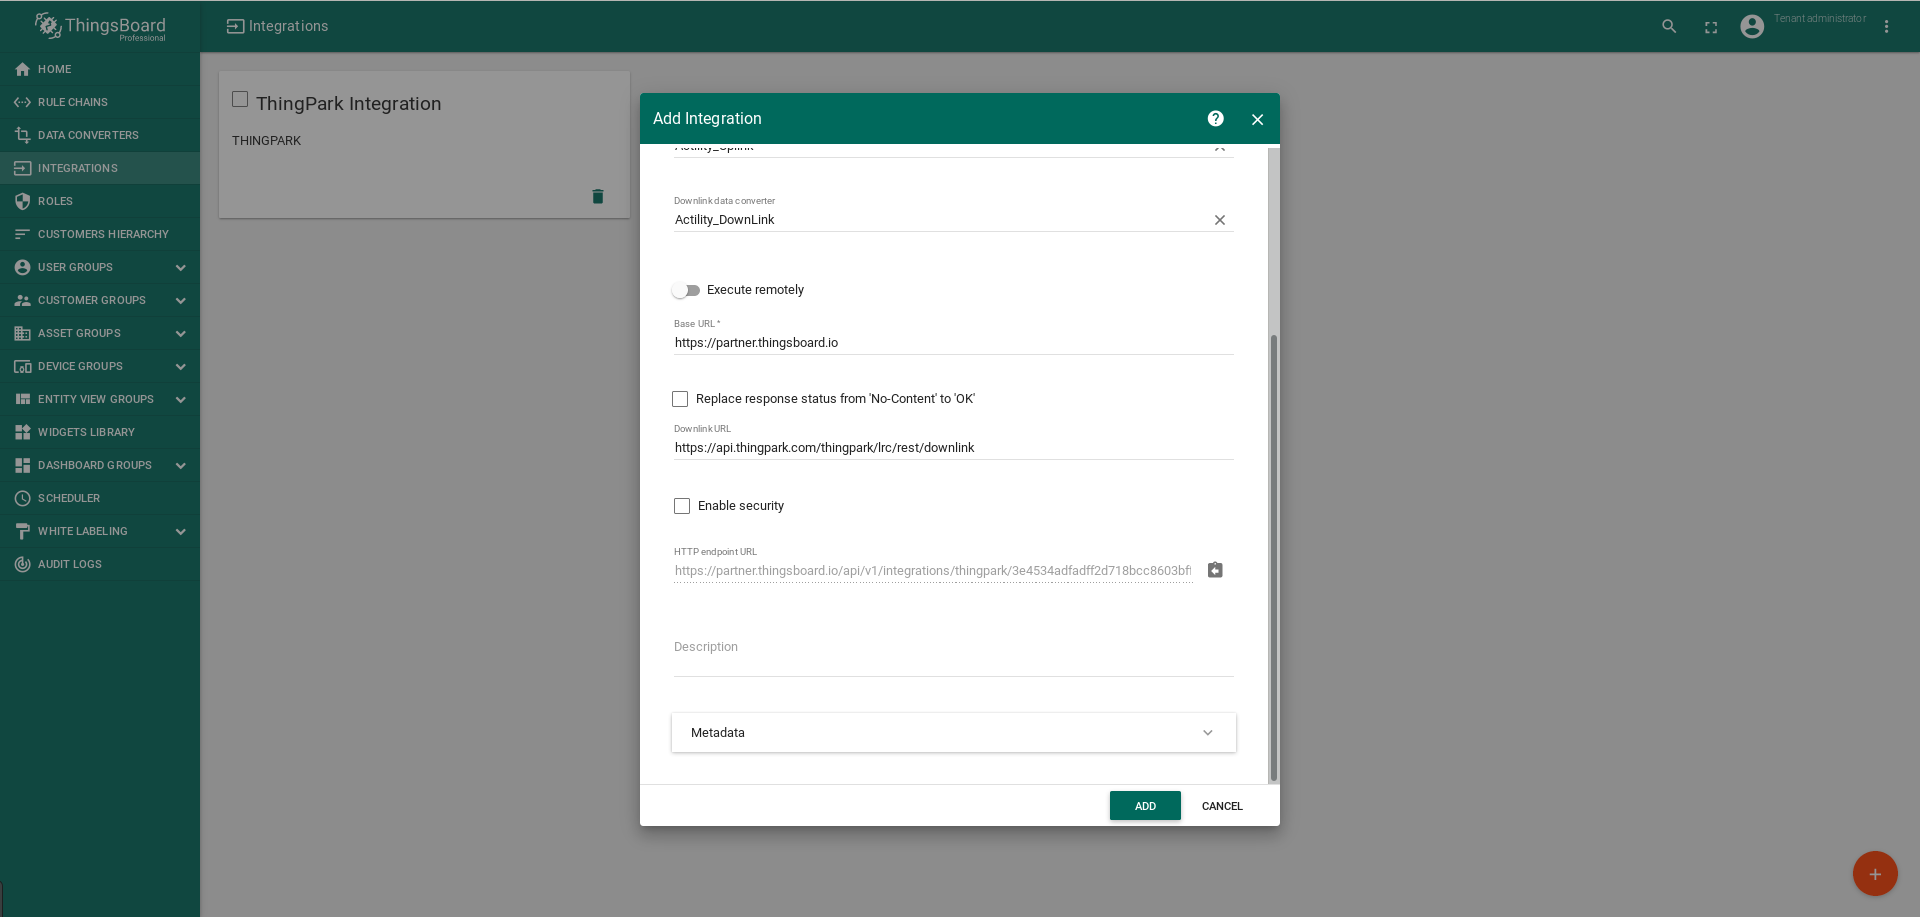 ThingsBoard
Professional
Integrations
Tenant administrator
HOME
RULE CHAINS
DATA CONVERTERS
INTEGRATIONS
ROLES
CUSTOMERS HIERARCHY
USER GROUPS
CUSTOMER GROUPS
ASSET GROUPS
DEVICE GROUPS
ENTITY VIEW GROUPS
WIDGETS LIBRARY
DASHBOARD GROUPS
SCHEDULER
WHITE LABELING
AUDIT LOGS
ThingPark Integration
THINGPARK
Add Integration
Actility_Uplink
Downlink data converter
Actility_DownLink
Execute remotely
Base URL *
https://partner.thingsboard.io
Replace response status from 'No-Content' to 'OK'
Downlink URL
https://api.thingpark.com/thingpark/lrc/rest/downlink
Enable security
HTTP endpoint URL
https://partner.thingsboard.io/api/v1/integrations/thingpark/3e4534adfadff2d718bcc8603bf
Description
Metadata
ADD
CANCEL